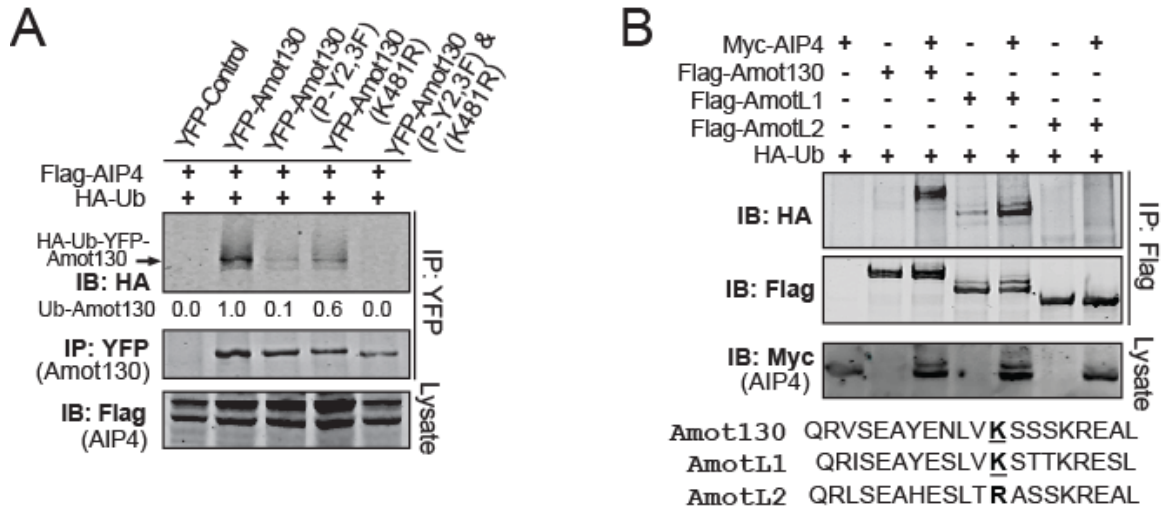 A
YFP-Control
YFP-Amot130
YFP-Amot130
(P-Y2,3F)
YFP-Amot130
(K481R)
YFP-Amot130
(P-Y2,3F) &
(K481R)
Flag-AIP4 + + + + +
HA-Ub + + + + +
HA-Ub-YFP-
Amot130
IB: HA
Ub-Amot130 0.0 1.0 0.1 0.6 0.0
IP: YFP
(Amot130)
IB: Flag
(AIP4)
IP: YFP
Lysate
B
Myc-AIP4 + - + - + - +
Flag-Amot130 - + + - - - -
Flag-AmotL1 - - - + + - -
Flag-AmotL2 - - - - - + +
HA-Ub + + + + + + +
IB: HA
IB: Flag
IB: Myc
(AIP4)
IP: Flag
Lysate
Amot130 QRVSEAYENLVKSSSKREAL
AmotL1 QRISEAYESLVKSTTKRESL
AmotL2 QRLSEAHESLTRASSKREAL